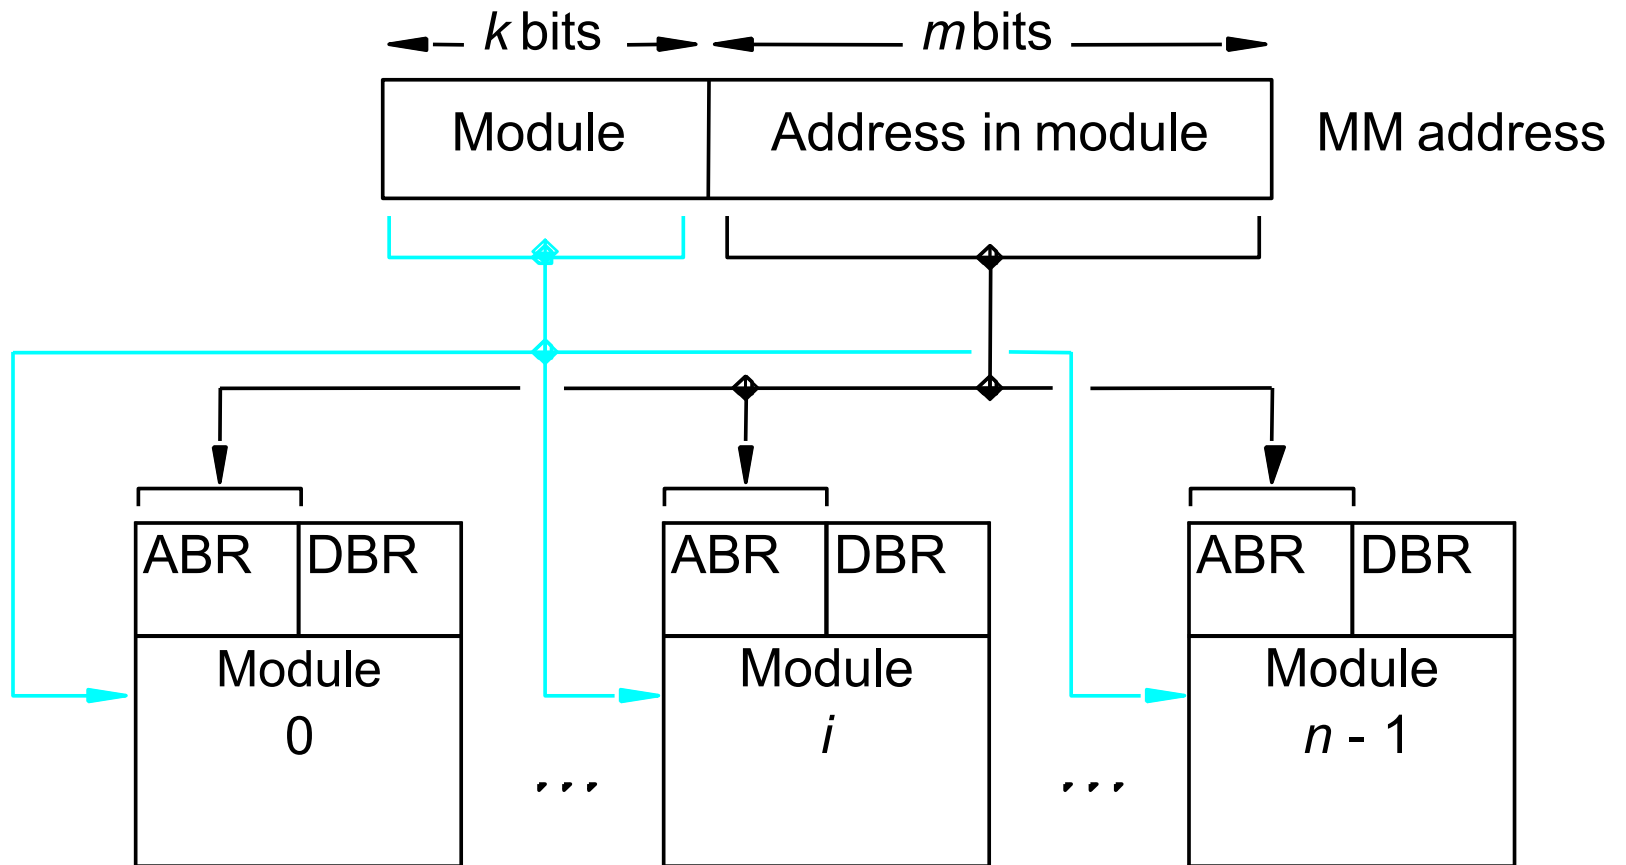 k bits m bits
Module Address in module MM address
ABR DBR ABR DBR ABR DBR
Module Module Module
0 i n - 1
... ...